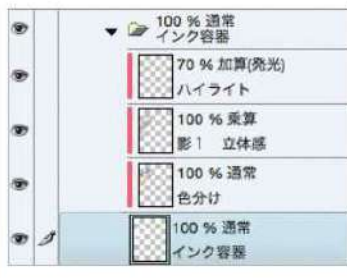 100 % 通常
インク容器
70 % 加算(発光)
ハイライト
100 % 乗算
影1 立体感
100 % 通常
色分け
100 % 通常
インク容器